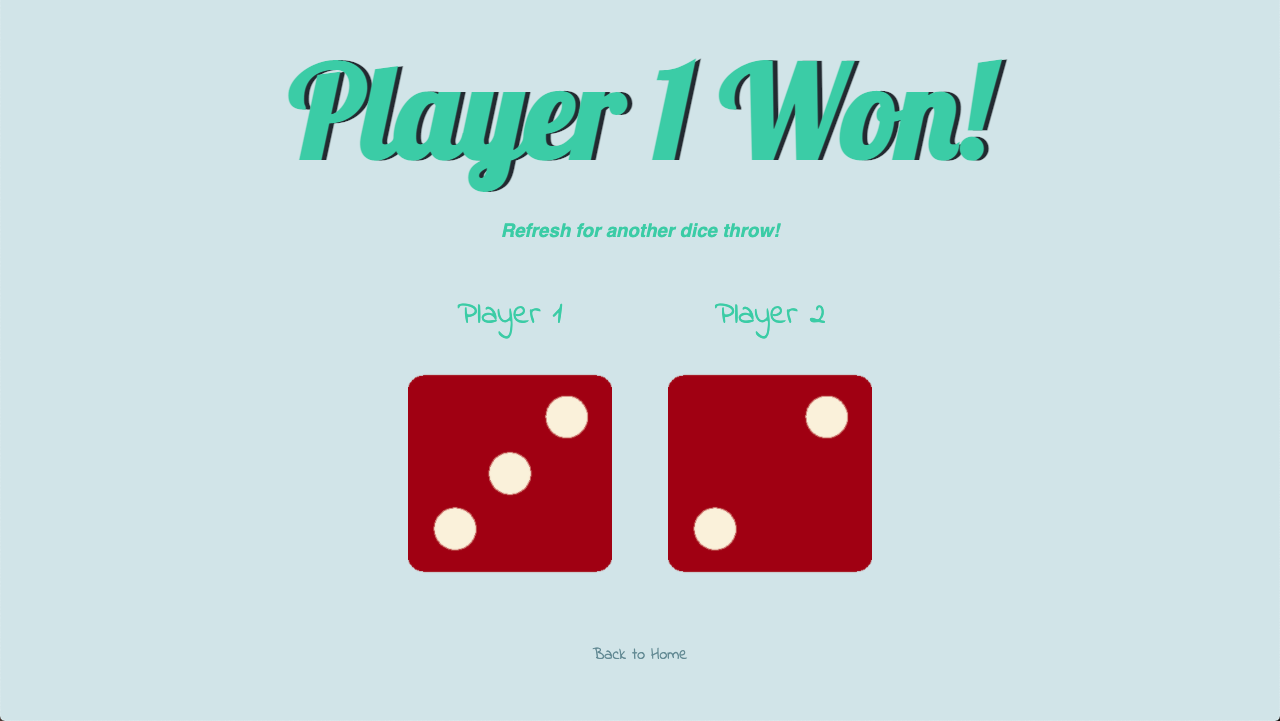 Player 1 Won!
Refresh for another dice throw!
Player 1
Player 2
Back to Home